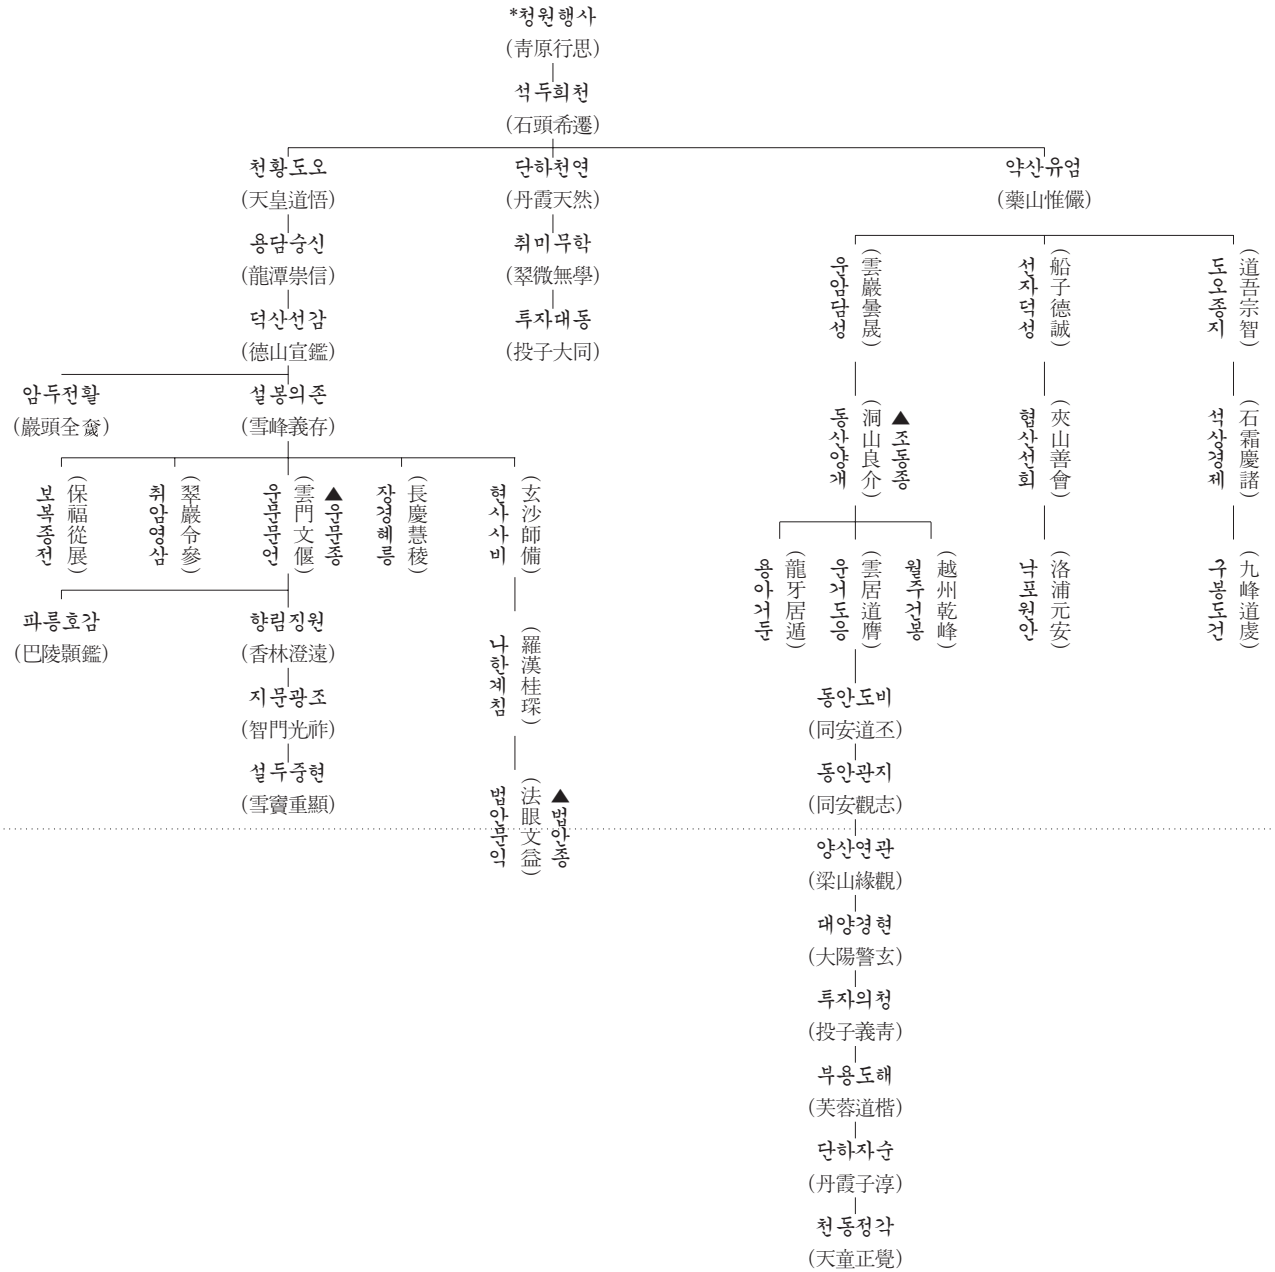 *청원행사
(靑原行思)
석두희천
(石頭希遷)
천황도오
(天皇道悟)
단하천연
(丹霞天然)
약산유엄
(藥山惟儼)
용담숭신
(龍潭崇信)
취미무학
(翠微無學)
운암담성
(雲巖曇晟)
선자덕성
(船子德誠)
도오종지
(道吾宗智)
덕산선감
(德山宣鑑)
투자대동
(投子大同)
암두전활
(巖頭全奯)
설봉의존
(雪峰義存)
동산양개
(洞山良介)
▲조동종
협산선회
(夾山善會)
석상경제
(石霜慶諸)
보복종전
(保福從展)
취암영삼
(翠巖令參)
운문문언
(雲門文偃)
▲운문종
장경혜릉
(長慶慧稜)
현사사비
(玄沙師備)
용아거둔
(龍牙居遁)
운거도응
(雲居道膺)
월주건봉
(越州乾峰)
낙포원안
(洛浦元安)
구봉도건
(九峰道虔)
파릉호감
(巴陵顥鑑)
향림징원
(香林澄遠)
나한계침
(羅漢桂琛)
지문광조
(智門光祚)
동안도비
(同安道丕)
설두중현
(雪竇重顯)
동안관지
(同安觀志)
법안문익
(法眼文益)
▲법안종
양산연관
(梁山緣觀)
대양경현
(大陽警玄)
투자의청
(投子義靑)
부용도해
(芙蓉道楷)
단하자순
(丹霞子淳)
천동정각
(天童正覺)